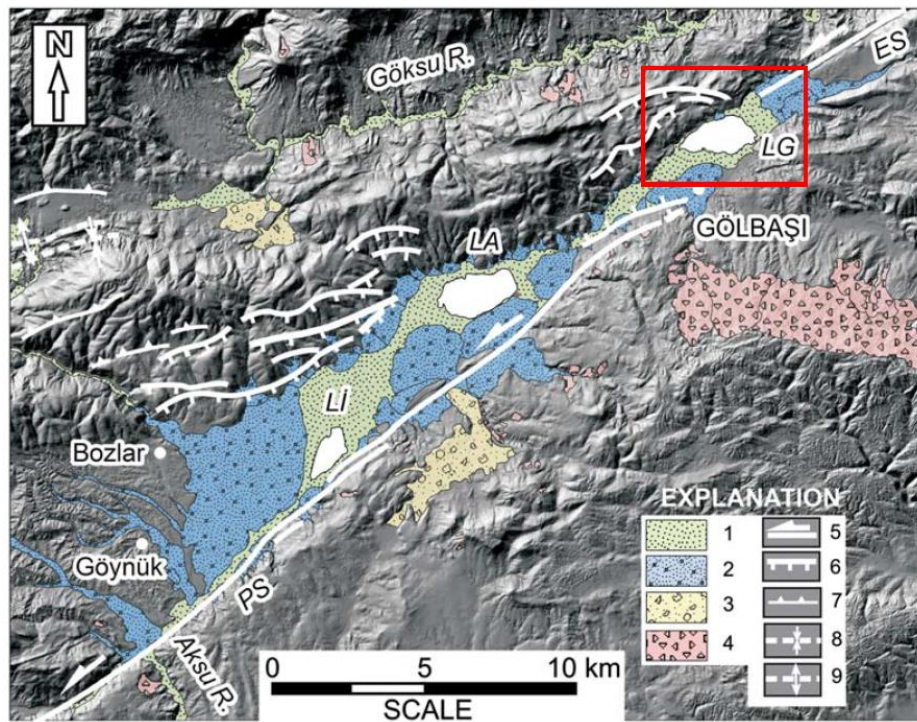 N
Göksu R.
ES
LG
GÖLBAŞI
LA
Lİ
Bozlar
Göynük
PS
Aksu R.
EXPLANATION
1 5
2 6
3 7
4 8
9
0 5 10 km
SCALE